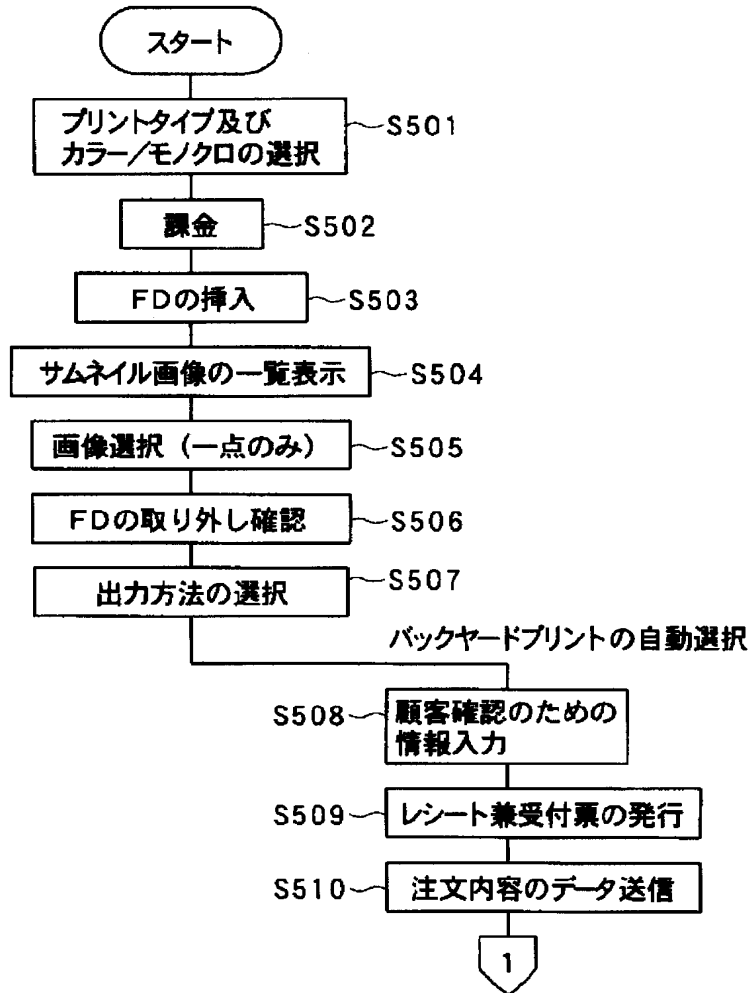 スタート
プリントタイプ及び
カラー/モノクロの選択
S501
課金
S502
FDの挿入
S503
サムネイル画像の一覧表示
S504
画像選択(一点のみ)
S505
FDの取り外し確認
S506
出力方法の選択
S507
バックヤードプリントの自動選択
S508
顧客確認のための
情報入力
S509
レシート兼受付票の発行
S510
注文内容のデータ送信
1